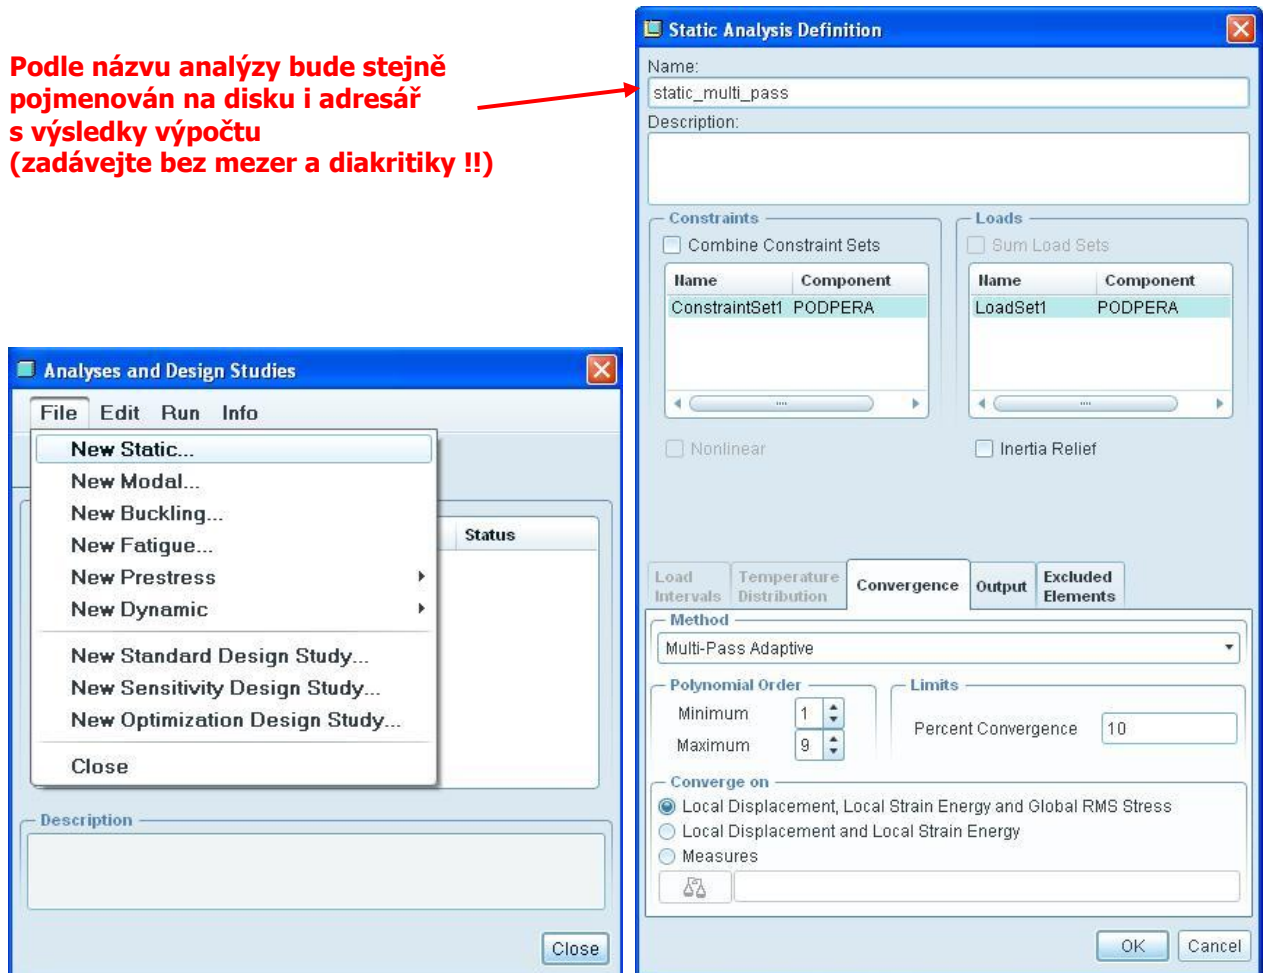 Podle názvu analýzy bude stejně
pojmenován na disku i adresář
s výsledky výpočtu
(zadávejte bez mezer a diakritiky !!)
Analyses and Design Studies
File Edit Run Info
New Static...
New Modal...
New Buckling...
New Fatigue...
New Prestress
New Dynamic
New Standard Design Study...
New Sensitivity Design Study...
New Optimization Design Study...
Close
Status
Description
Close
Static Analysis Definition
Name:
static_multi_pass
Description:
Constraints
Combine Constraint Sets
Name Component
ConstraintSet1 PODPERA
Nonlinear
Loads
Sum Load Sets
Name Component
LoadSet1 PODPERA
Inertia Relief
Load Intervals
Temperature Distribution
Convergence
Output
Excluded Elements
Method
Multi-Pass Adaptive
Polynomial Order
Minimum 1
Maximum 9
Limits
Percent Convergence 10
Converge on
Local Displacement, Local Strain Energy and Global RMS Stress
Local Displacement and Local Strain Energy
Measures
OK Cancel